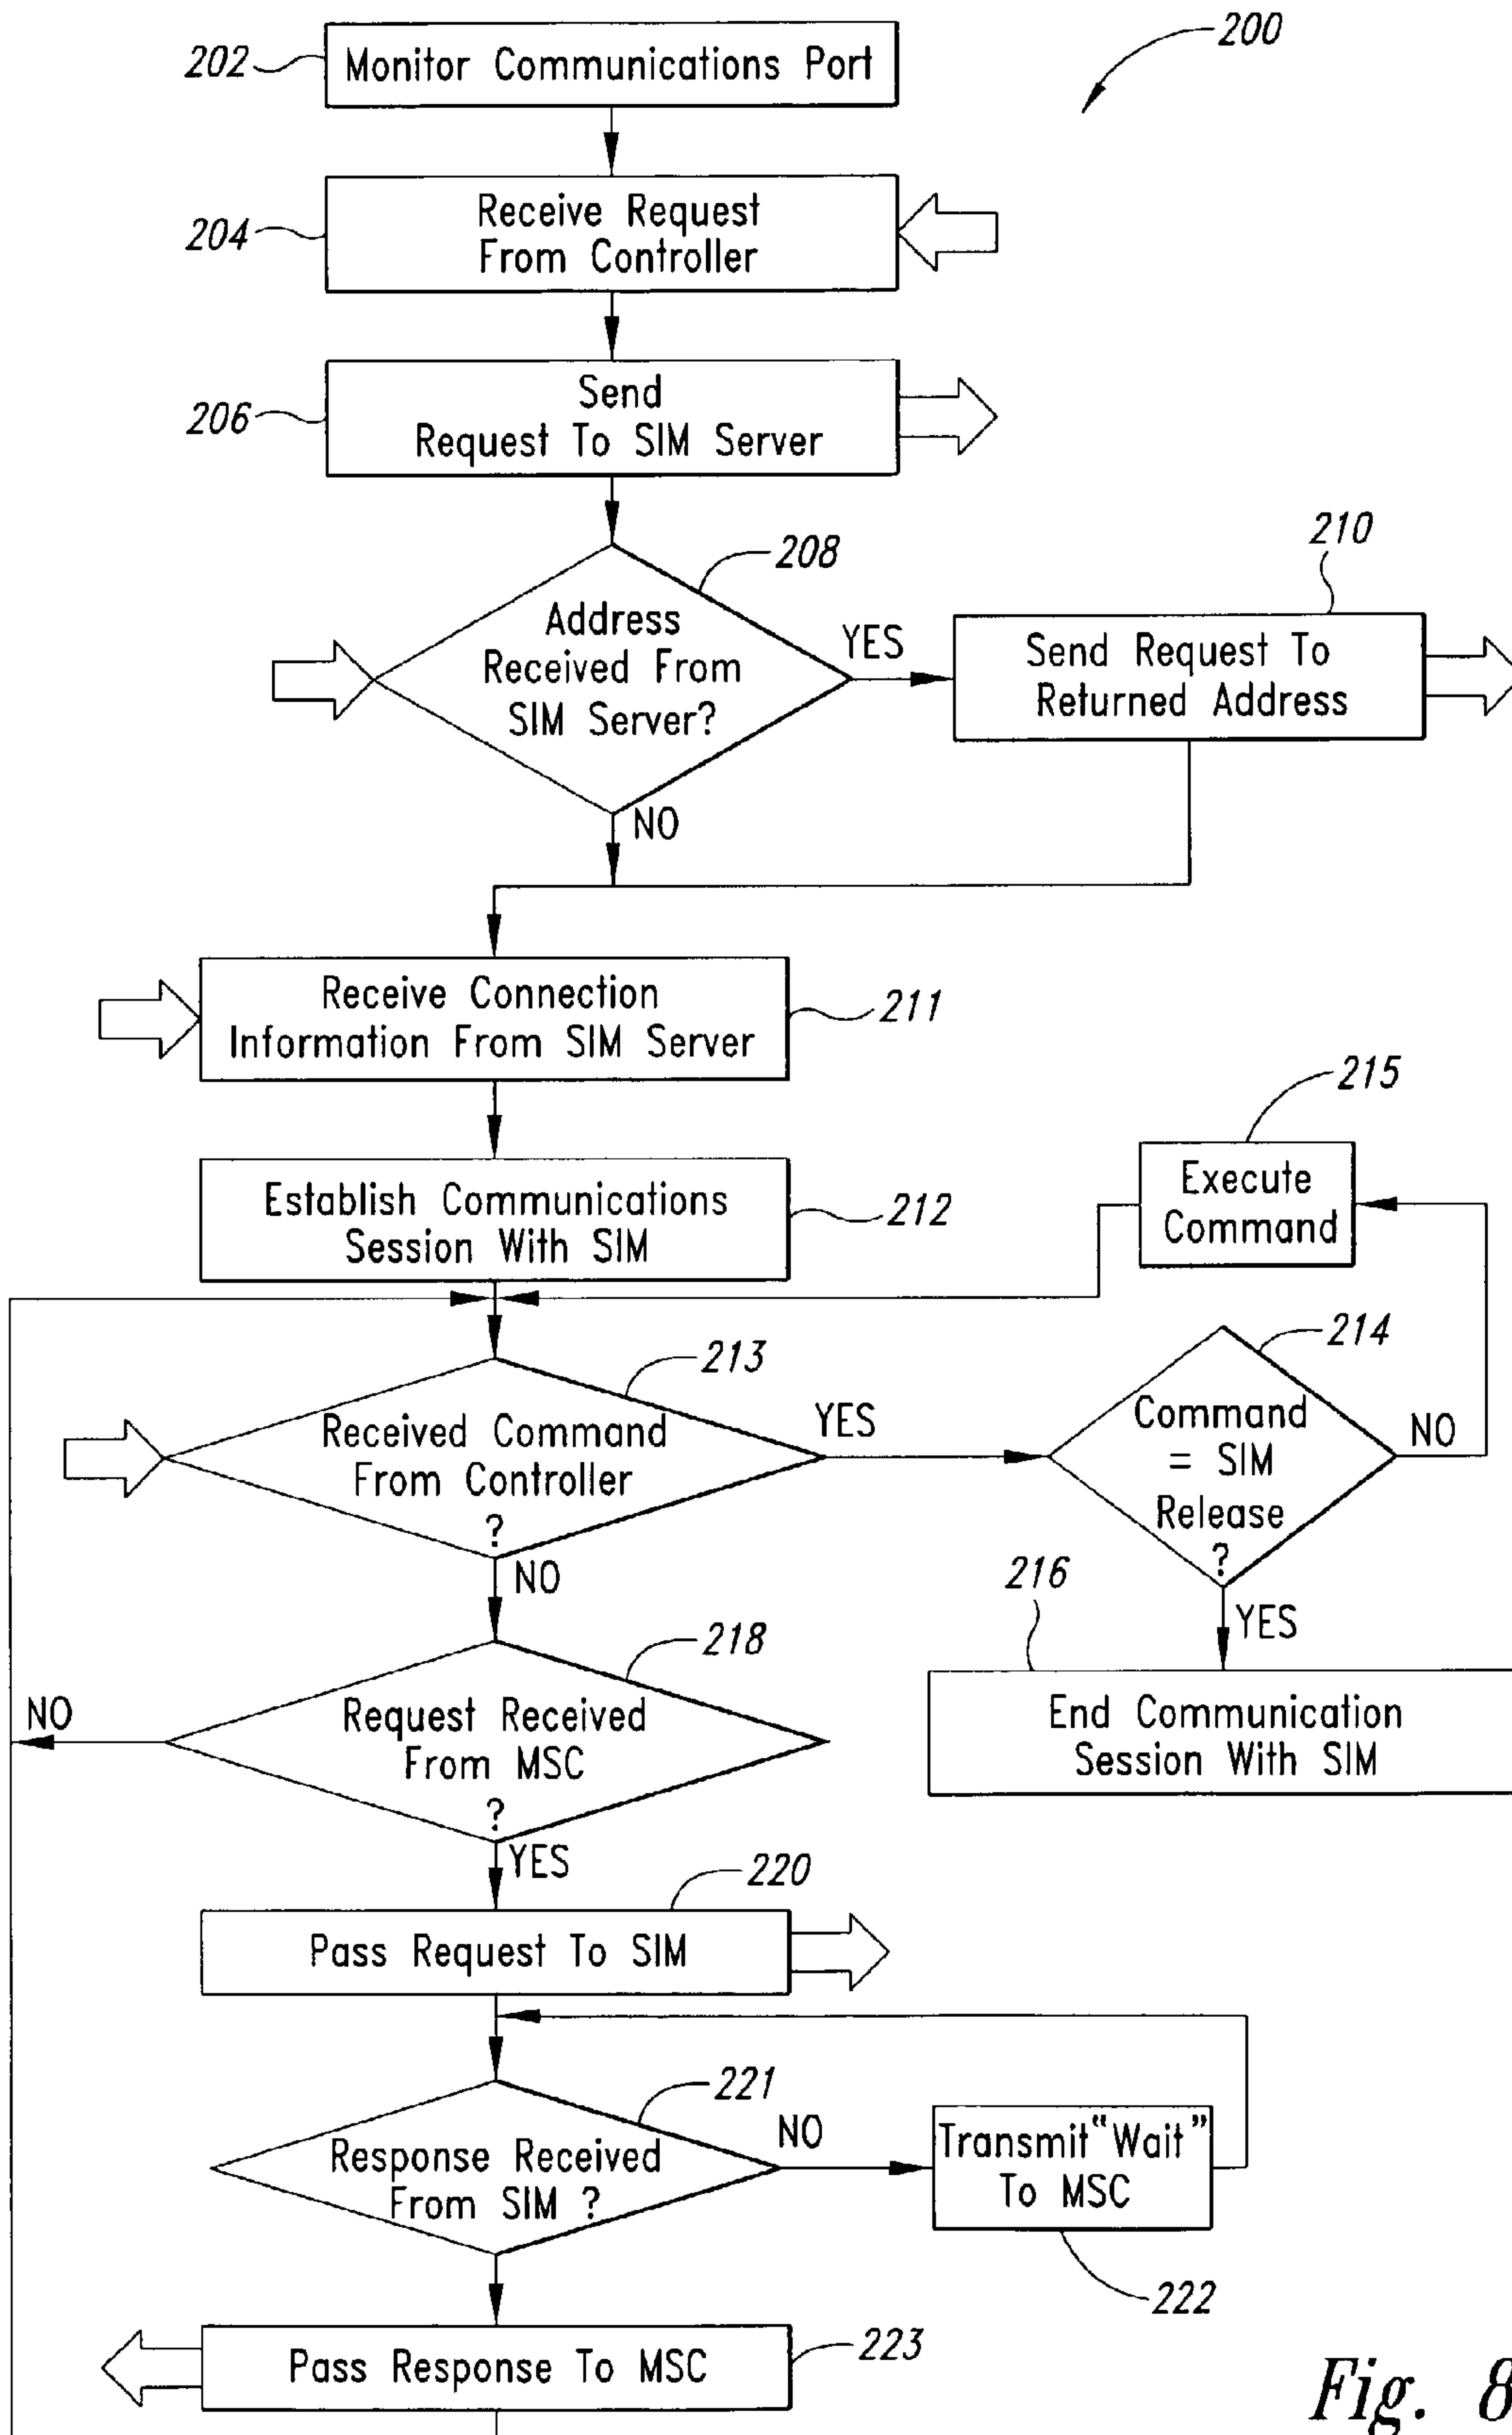 200
202
Monitor Communications Port
204
Receive Request
From Controller
206
Send
Request To SIM Server
208
Address
Received From
SIM Server?
YES
NO
210
Send Request To
Returned Address
Receive Connection
Information From SIM Server
211
Establish Communications
Session With SIM
212
215
Execute
Command
213
Received Command
From Controller
?
YES
NO
214
Command
= SIM
Release
?
NO
YES
216
End Communication
Session With SIM
218
Request Received
From MSC
?
NO
YES
220
Pass Request To SIM
221
Response Received
From SIM ?
NO
Transmit "Wait"
To MSC
222
Pass Response To MSC
223
Fig. 8